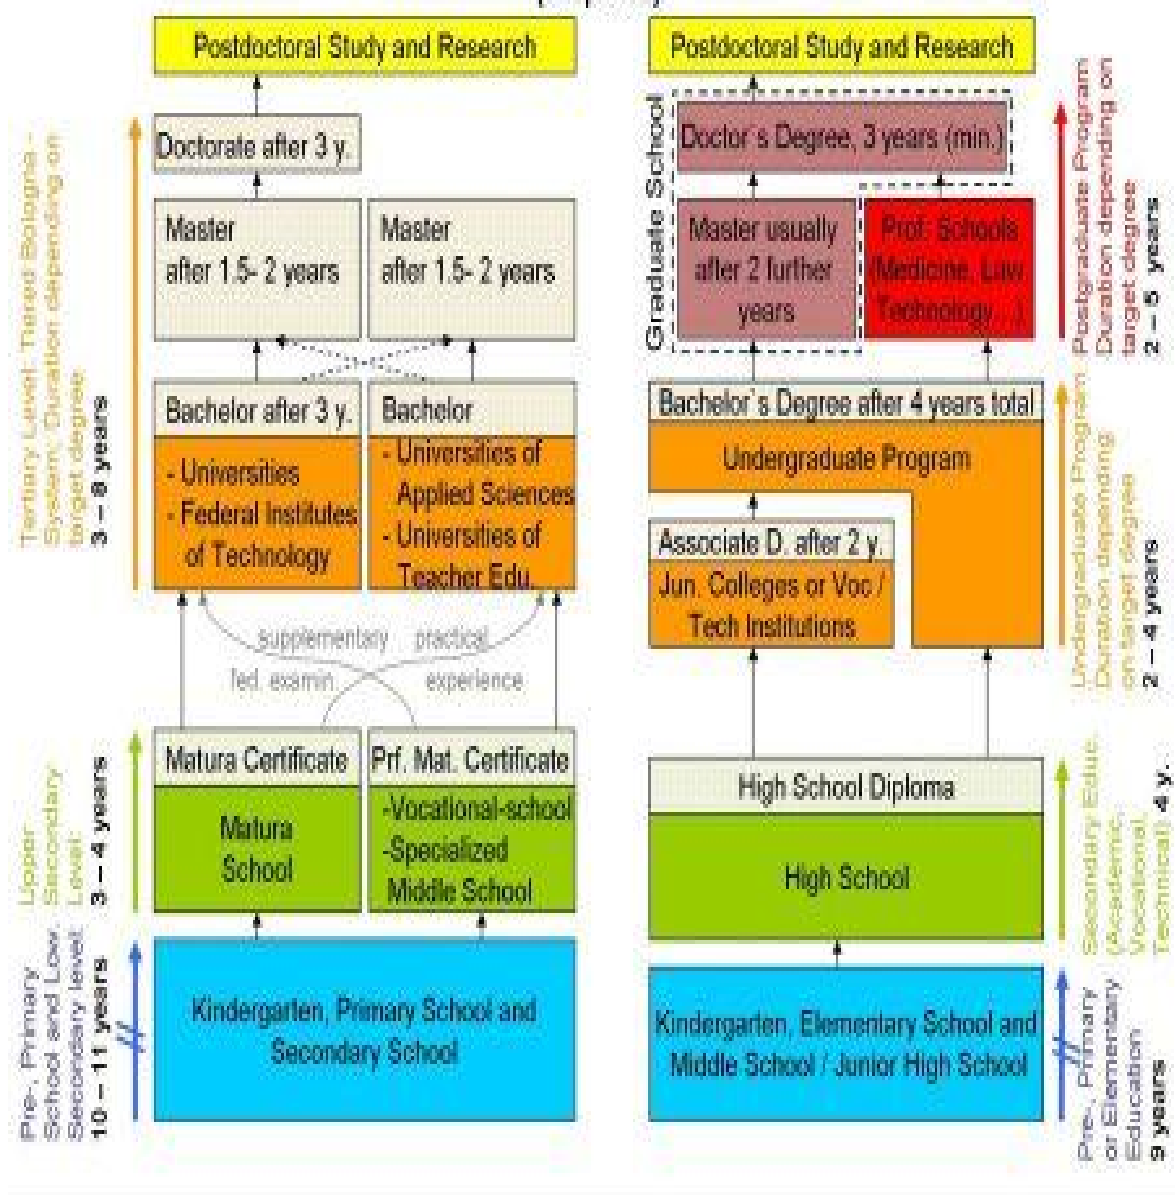 Postdoctoral Study and Research
Doctorate after 3 y.
Master
after 1.5- 2 years
Master
after 1.5- 2 years
Bachelor after 3 y.
- Universities
- Federal Institutes
of Technology
Bachelor
- Universities of
Applied Sciences
- Universities of
Teacher Edu.
supplementary
fed. examin.
practical
experience
Matura Certificate
Matura
School
Prf. Mat. Certificate
-Vocational-school
-Specialized
Middle School
Kindergarten, Primary School and
Secondary School
Tertiary Level: Tiered Bologna-
System, Duration depending on
target degree
3 – 8 years
Upper
Secondary
Level:
3 – 4 years
Pre-, Primary
School and Low.
Secondary level:
10 – 11 years
Postdoctoral Study and Research
Graduate School
Doctor`s Degree, 3 years (min.)
Master usually
after 2 further
years
Prof. Schools
(Medicine, Law
Technology...)
Bachelor`s Degree after 4 years total
Undergraduate Program
Associate D. after 2 y.
Jun. Colleges or Voc /
Tech Institutions
High School Diploma
High School
Kindergarten, Elementary School and
Middle School / Junior High School
Postgraduate Program
Duration depending on
target degree
2 – 5 years
Undergraduate Program
Duration depending
on target degree
2 – 4 years
Secondary Educ.
(Academic,
Vocational,
Technical), 4 y.
Pre-, Primary
or Elementary
Education
9 years